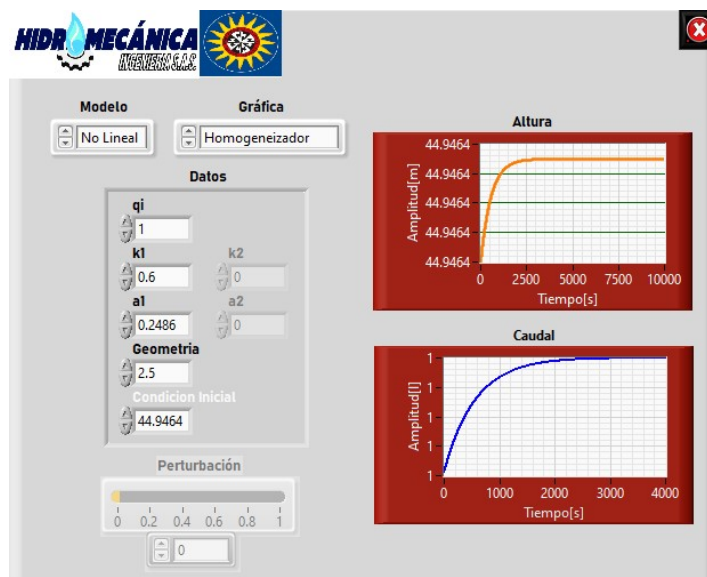 HIDROMECÁNICA
INGENIERIA S.A.S.
Modelo
Gráfica
No Lineal
Homogeneizador
Datos
qi
1
k1
k2
0.6
0
a1
a2
0.2486
0
Geometria
2.5
Condicion Inicial
44.9464
Perturbación
0 0.2 0.4 0.6 0.8 1
0
Altura
44.9464
44.9464
44.9464
44.9464
44.9464
Amplitud[m]
0 2500 5000 7500 10000
Tiempo[s]
Caudal
1
1
1
1
1
Amplitud[l]
0 1000 2000 3000 4000
Tiempo[s]